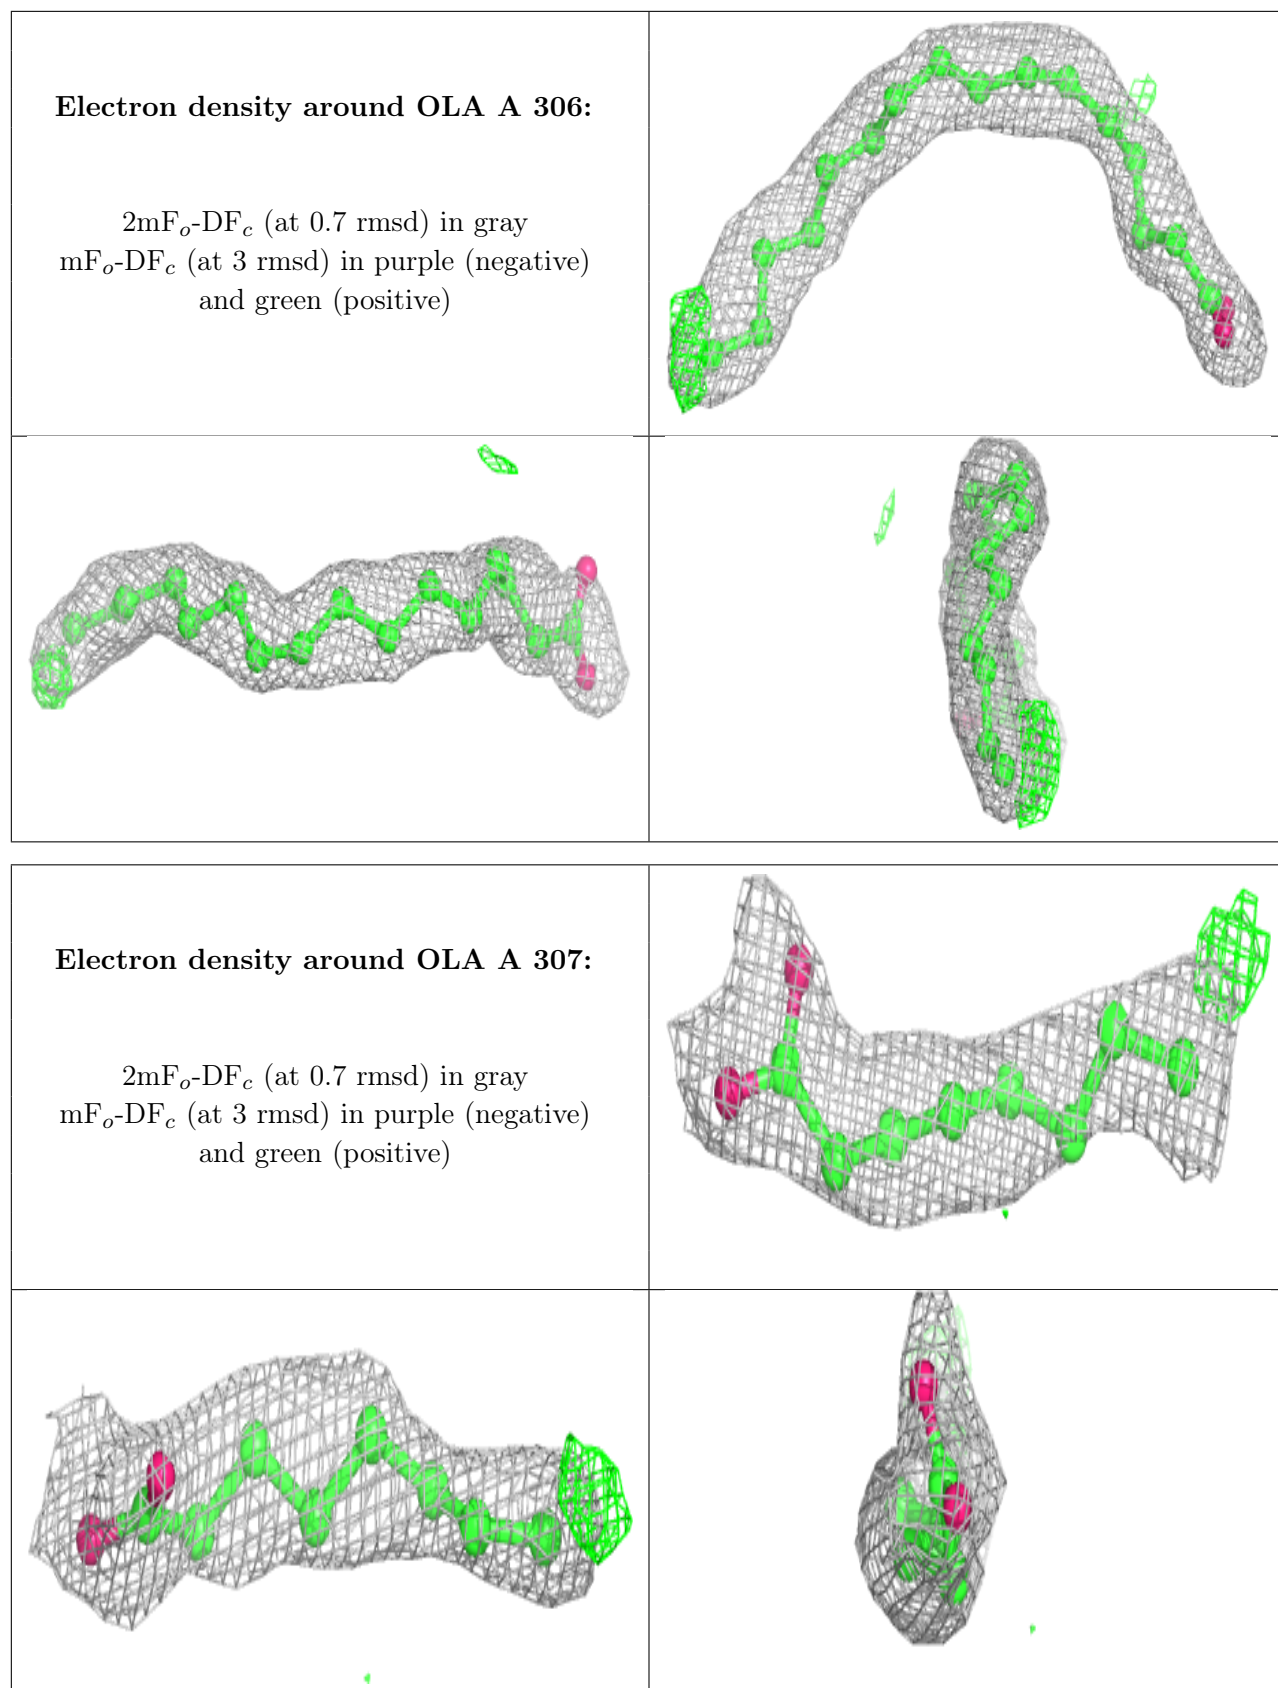 Electron density around OLA A 306:
2mFo-DFc (at 0.7 rmsd) in gray
mFo-DFc (at 3 rmsd) in purple (negative)
and green (positive)
Electron density around OLA A 307:
2mFo-DFc (at 0.7 rmsd) in gray
mFo-DFc (at 3 rmsd) in purple (negative)
and green (positive)